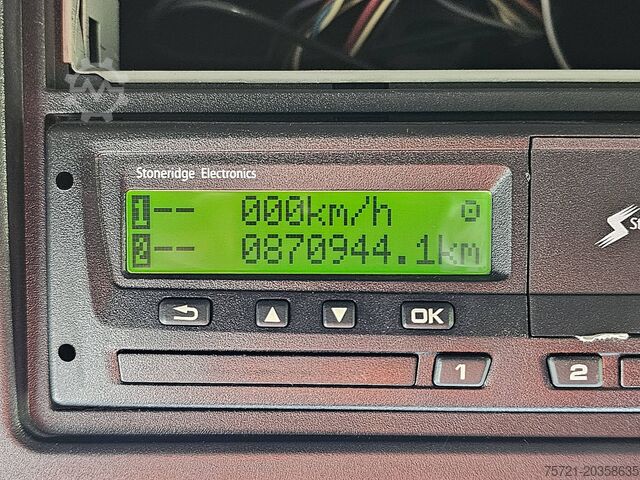 Stoneridge Electronics
1-- 000km/h
2-- 0870944.1km
OK
1
2
75721-20358635